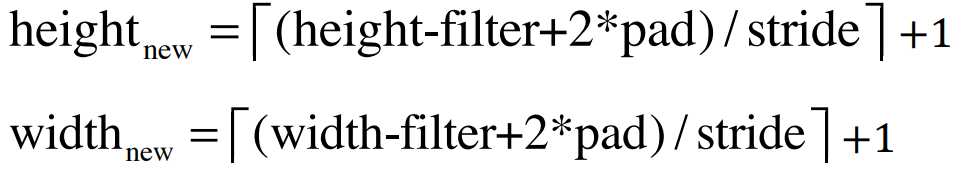 height_new = ⌈(height-filter+2*pad) / stride⌉ +1
width_new = ⌈(width-filter+2*pad) / stride⌉ +1